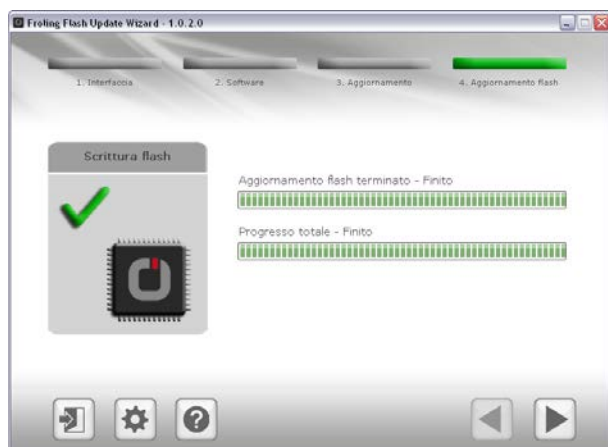 Froling Flash Update Wizard - 1.0.2.0
1. Interfaccia
2. Software
3. Aggiornamento
4. Aggiornamento flash
Scrittura flash
Aggiornamento flash terminato - Finito
Progresso totale - Finito